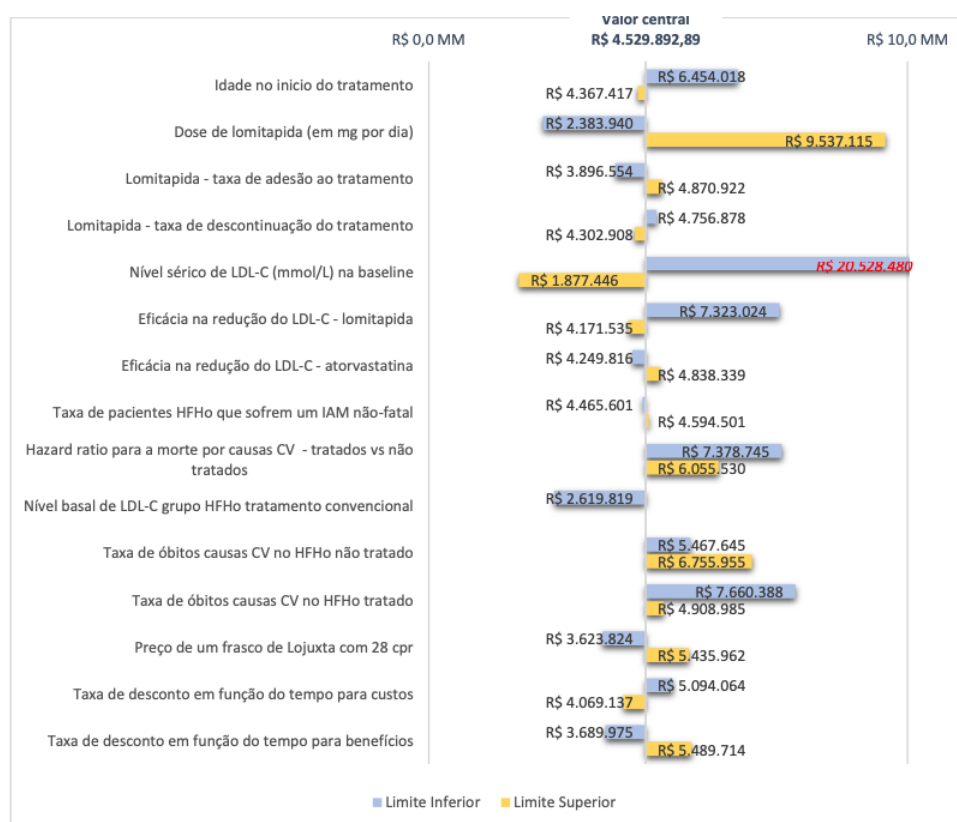 Valor central
R$ 0,0 MM R$ 4.529.892,89 R$ 10,0 MM
Idade no inicio do tratamento
R$ 6.454.018
R$ 4.367.417
Dose de lomitapida (em mg por dia)
R$ 2.383.940
R$ 9.537.115
Lomitapida - taxa de adesão ao tratamento
R$ 3.896.554
R$ 4.870.922
Lomitapida - taxa de descontinuação do tratamento
R$ 4.756.878
R$ 4.302.908
Nível sérico de LDL-C (mmol/L) na baseline
R$ 20.528.480
R$ 1.877.446
Eficácia na redução do LDL-C - lomitapida
R$ 7.323.024
R$ 4.171.535
Eficácia na redução do LDL-C - atorvastatina
R$ 4.249.816
R$ 4.838.339
Taxa de pacientes HFHo que sofrem um IAM não-fatal
R$ 4.465.601
R$ 4.594.501
Hazard ratio para a morte por causas CV - tratados vs não
tratados
R$ 7.378.745
R$ 6.055.530
Nível basal de LDL-C grupo HFHo tratamento convencional
R$ 2.619.819
Taxa de óbitos causas CV no HFHo não tratado
R$ 5.467.645
R$ 6.755.955
Taxa de óbitos causas CV no HFHo tratado
R$ 7.660.388
R$ 4.908.985
Preço de um frasco de Lojuxta com 28 cpr
R$ 3.623.824
R$ 5.435.962
Taxa de desconto em função do tempo para custos
R$ 5.094.064
R$ 4.069.137
Taxa de desconto em função do tempo para benefícios
R$ 3.689.975
R$ 5.489.714
Limite Inferior Limite Superior